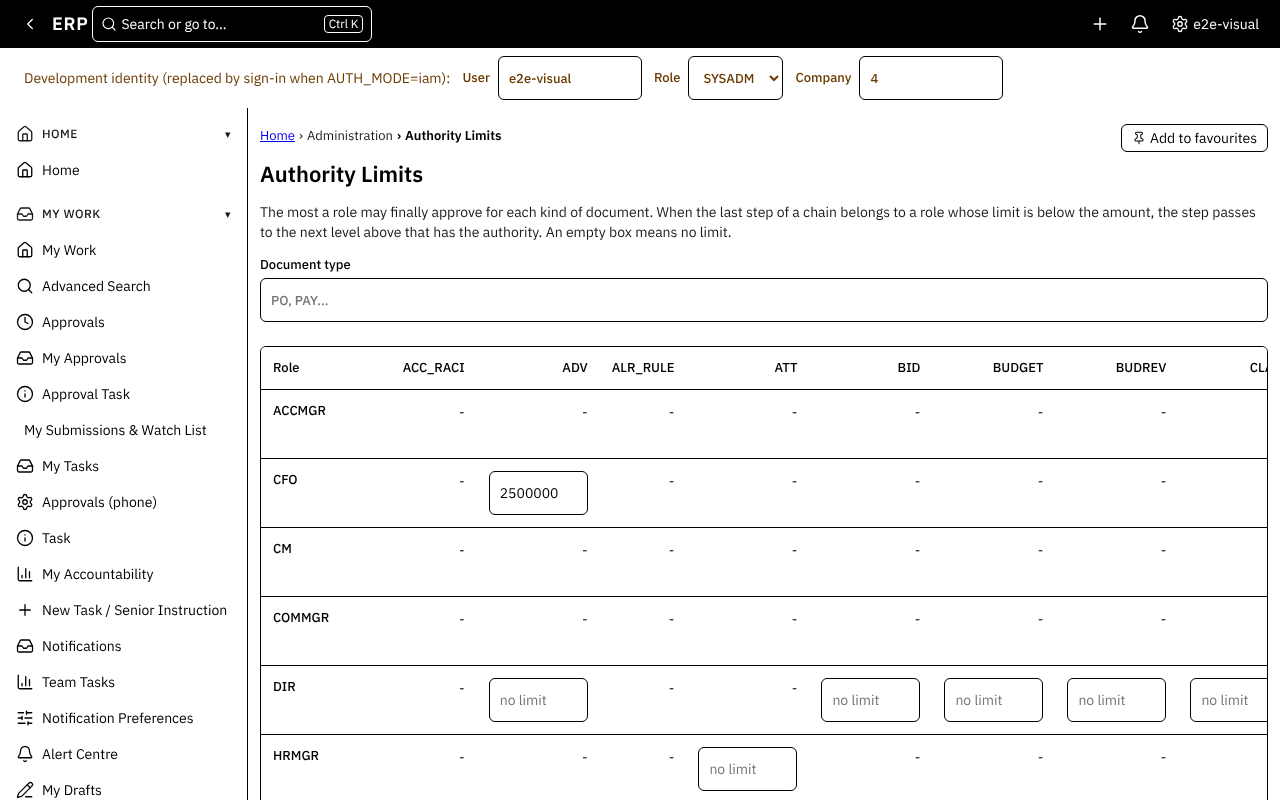 ERP
Search or go to... Ctrl K
e2e-visual
Development identity (replaced by sign-in when AUTH_MODE=iam): User e2e-visual Role SYSADM Company 4
HOME
Home
MY WORK
My Work
Advanced Search
Approvals
My Approvals
Approval Task
My Submissions & Watch List
My Tasks
Approvals (phone)
Task
My Accountability
New Task / Senior Instruction
Notifications
Team Tasks
Notification Preferences
Alert Centre
My Drafts
Home › Administration › Authority Limits
Add to favourites
Authority Limits
The most a role may finally approve for each kind of document. When the last step of a chain belongs to a role whose limit is below the amount, the step passes
to the next level above that has the authority. An empty box means no limit.
Document type
PO, PAY...
Role ACC_RACI ADV ALR_RULE ATT BID BUDGET BUDREV
ACCMGR - - - - - - -
CFO - 2500000 - - - - -
CM - - - - - - -
COMMGR - - - - - - -
DIR - no limit - - no limit no limit no limit no limit
HRMGR - - - no limit - - -